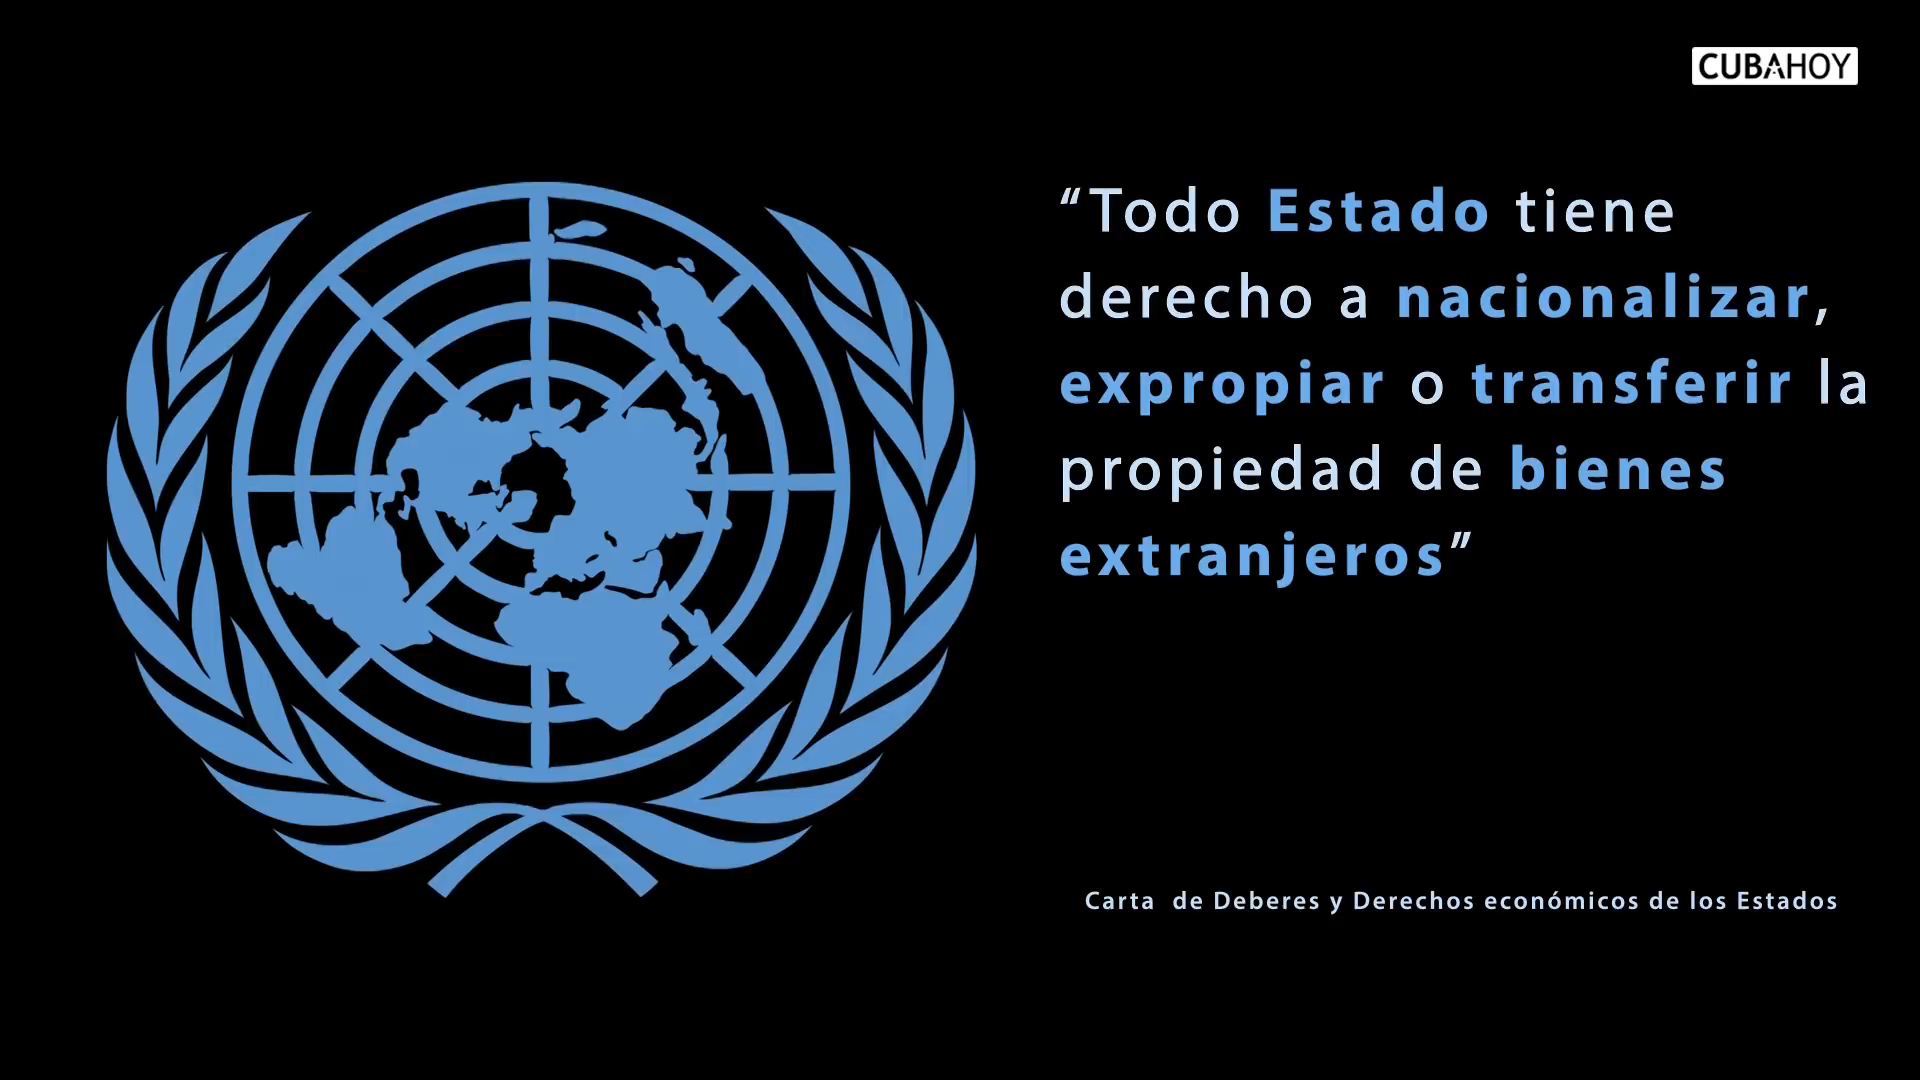 CUBAHOY
“Todo Estado tiene
derecho a nacionalizar,
expropiar o transferir la
propiedad de bienes
extranjeros”
Carta de Deberes y Derechos económicos de los Estados